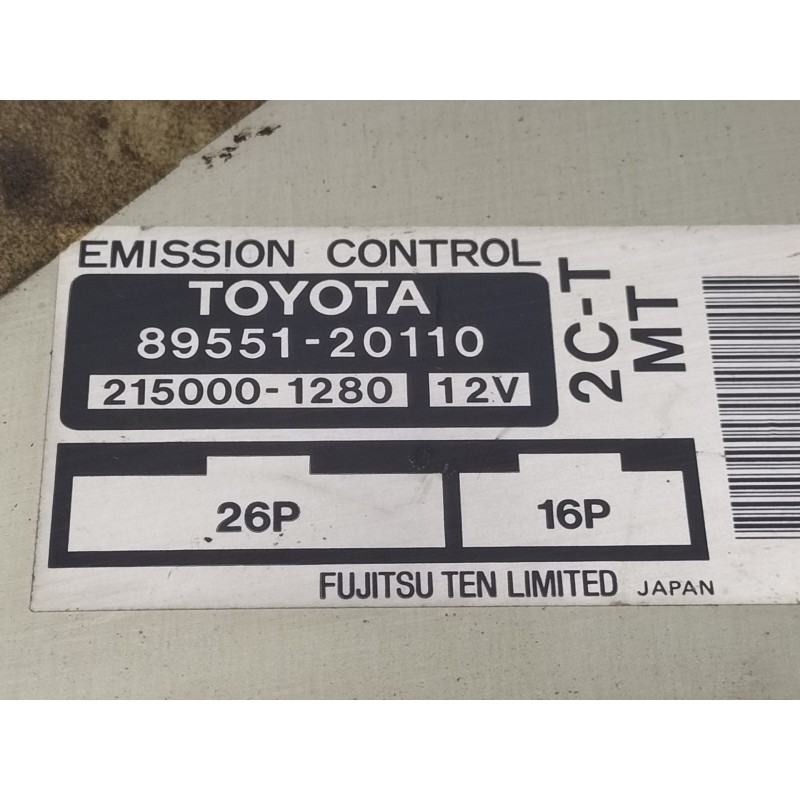 EMISSION CONTROL
TOYOTA
89551-20110
215000-1280 12V
2C-T
MT
26P 16P
FUJITSU TEN LIMITED JAPAN